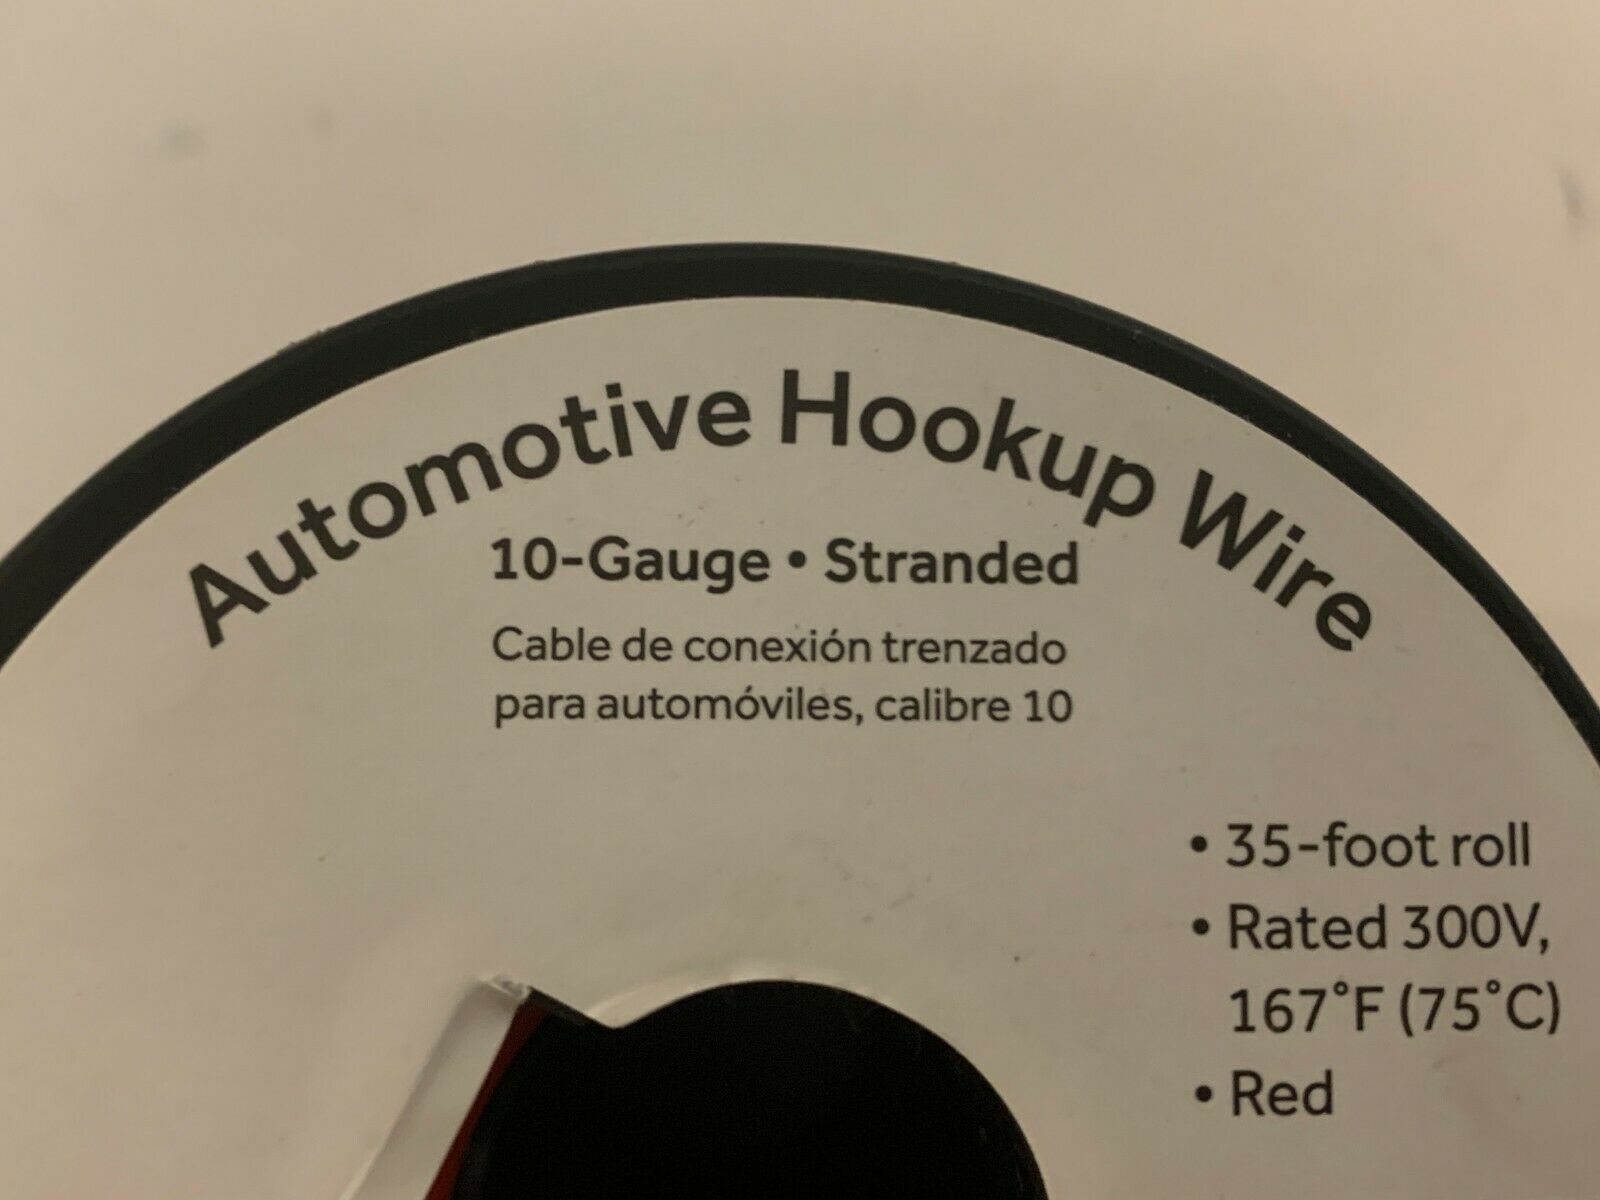 Automotive Hookup Wire
10-Gauge • Stranded
Cable de conexión trenzado
para automóviles, calibre 10
• 35-foot roll
• Rated 300V,
167°F (75°C)
• Red